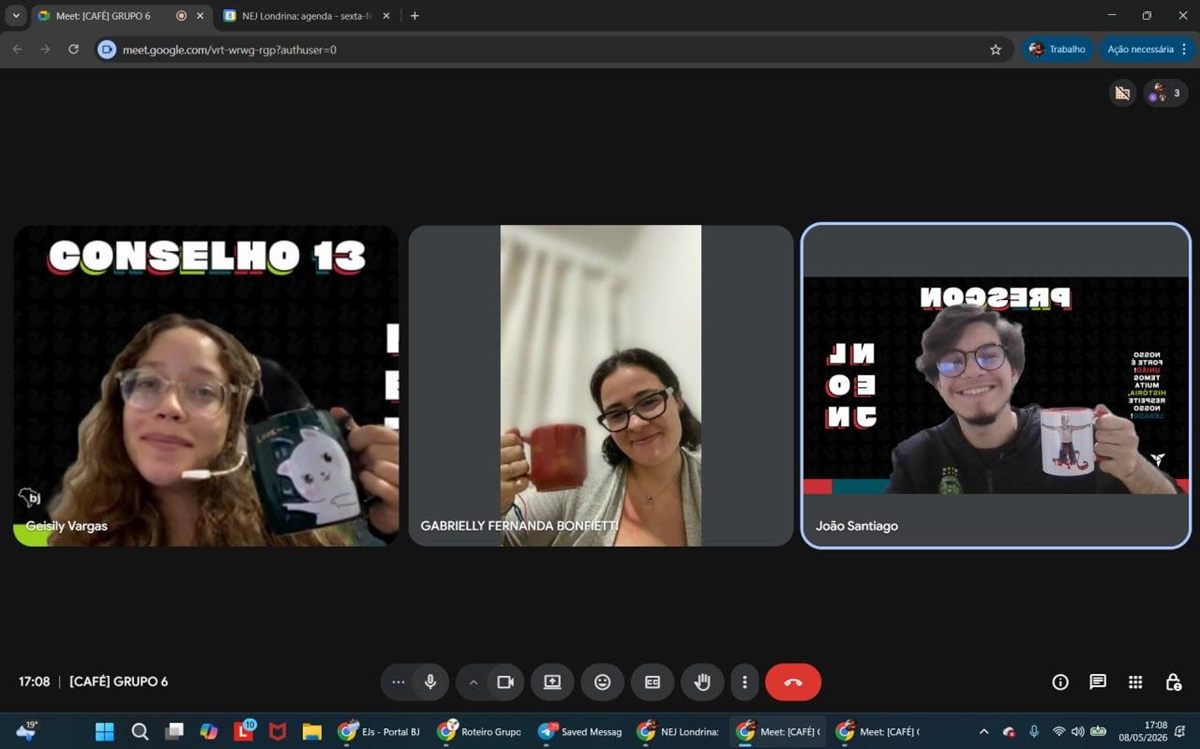 Meet: [CAFÉ] GRUPO 6
NEJ Londrina: agenda - sexta-fe
meet.google.com/vrt-wrwg-rgp?authuser=0
Trabalho
Ação necessária
3
CONSELHO 13
bj
Geisily Vargas
GABRIELLY FERNANDA BONFIETTI
PRESCON
NL
EO
NJ
NOSSO
FORTE É
UNIÃO!
TEMOS
MUITA
HISTÓRIA,
RESPEITE
NOSSO
LEGADO!
João Santiago
17:08 | [CAFÉ] GRUPO 6
19°
10
EJs - Portal BJ
Roteiro Grupo
Saved Messag
NEJ Londrina:
Meet: [CAFÉ] (
Meet: [CAFÉ] (
17:08
08/05/2026